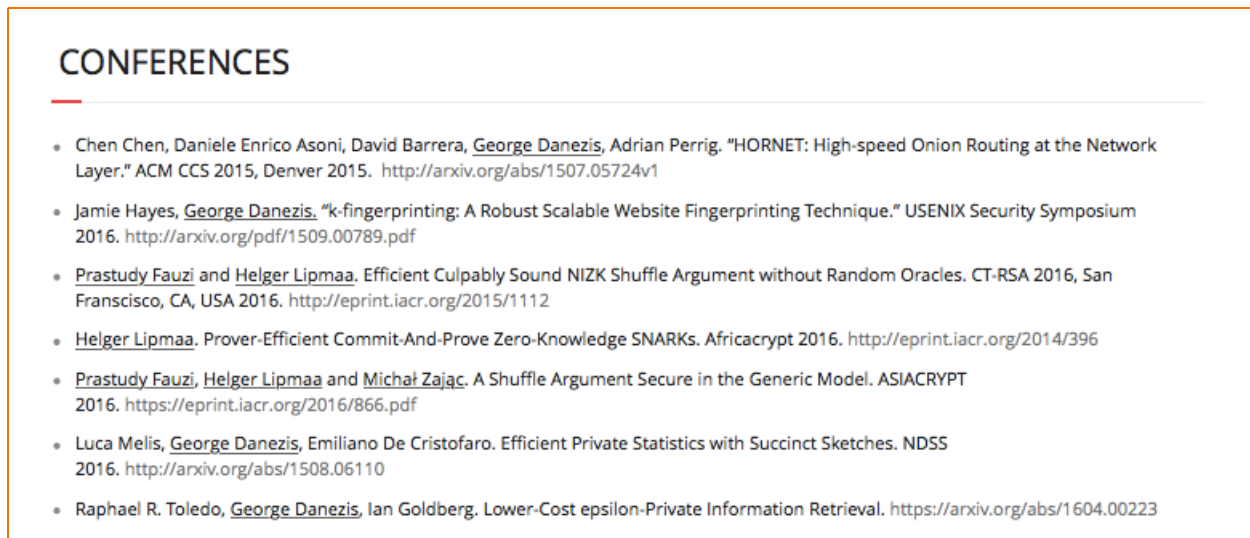 CONFERENCES
Chen Chen, Daniele Enrico Asoni, David Barrera, George Danezis, Adrian Perrig. “HORNET: High-speed Onion Routing at the Network
Layer.” ACM CCS 2015, Denver 2015. http://arxiv.org/abs/1507.05724v1
Jamie Hayes, George Danezis. “k-fingerprinting: A Robust Scalable Website Fingerprinting Technique.” USENIX Security Symposium
2016. http://arxiv.org/pdf/1509.00789.pdf
Prastudy Fauzi and Helger Lipmaa. Efficient Culpably Sound NIZK Shuffle Argument without Random Oracles. CT-RSA 2016, San
Franscisco, CA, USA 2016. http://eprint.iacr.org/2015/1112
Helger Lipmaa. Prover-Efficient Commit-And-Prove Zero-Knowledge SNARKs. Africacrypt 2016. http://eprint.iacr.org/2014/396
Prastudy Fauzi, Helger Lipmaa and Michał Zając. A Shuffle Argument Secure in the Generic Model. ASIACRYPT
2016. https://eprint.iacr.org/2016/866.pdf
Luca Melis, George Danezis, Emiliano De Cristofaro. Efficient Private Statistics with Succinct Sketches. NDSS
2016. http://arxiv.org/abs/1508.06110
Raphael R. Toledo, George Danezis, Ian Goldberg. Lower-Cost epsilon-Private Information Retrieval. https://arxiv.org/abs/1604.00223